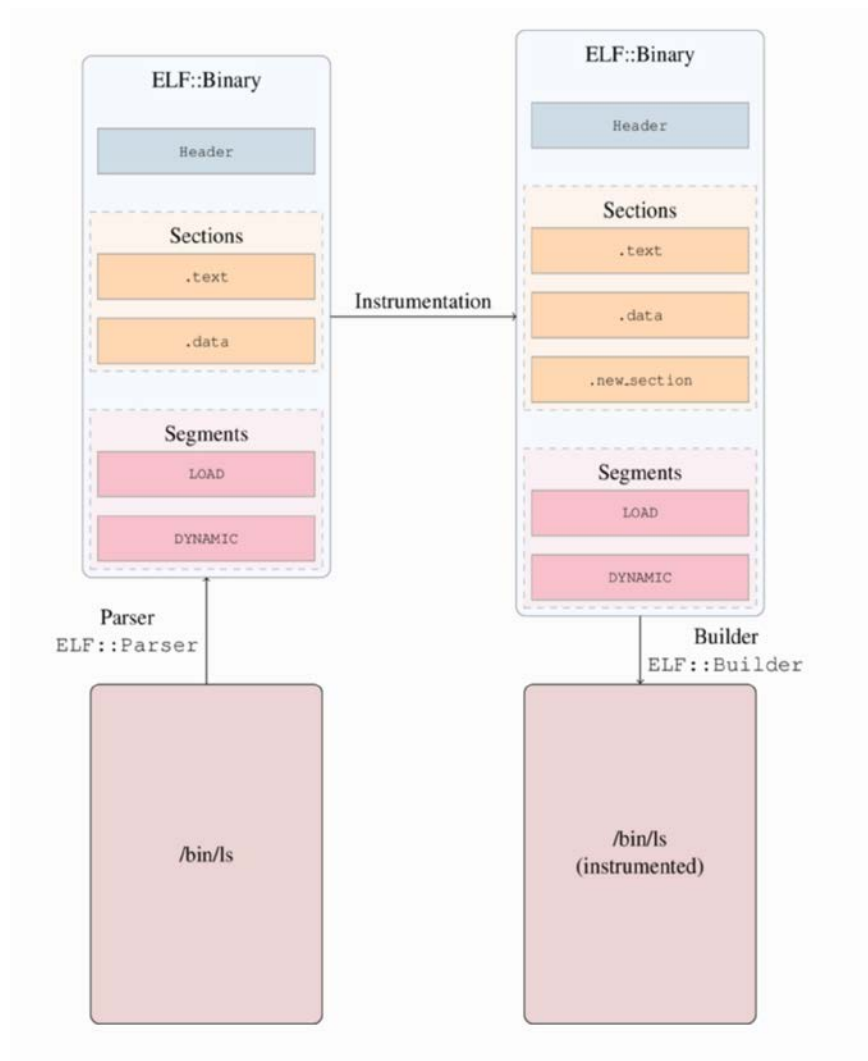 ELF::Binary
Header
Sections
.text
.data
Segments
LOAD
DYNAMIC
Parser
ELF::Parser
/bin/ls
Instrumentation
ELF::Binary
Header
Sections
.text
.data
.new_section
Segments
LOAD
DYNAMIC
Builder
ELF::Builder
/bin/ls
(instrumented)